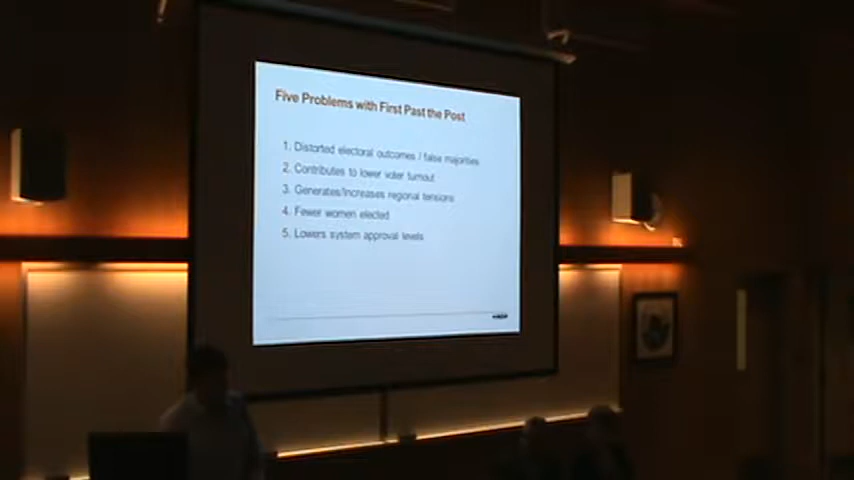 Five Problems with First Past the Post
1. Distorted electoral outcomes / false majorities
2. Contributes to lower voter turnout
3. Generates/increases regional tensions
4. Fewer women elected
5. Lowers system approval levels